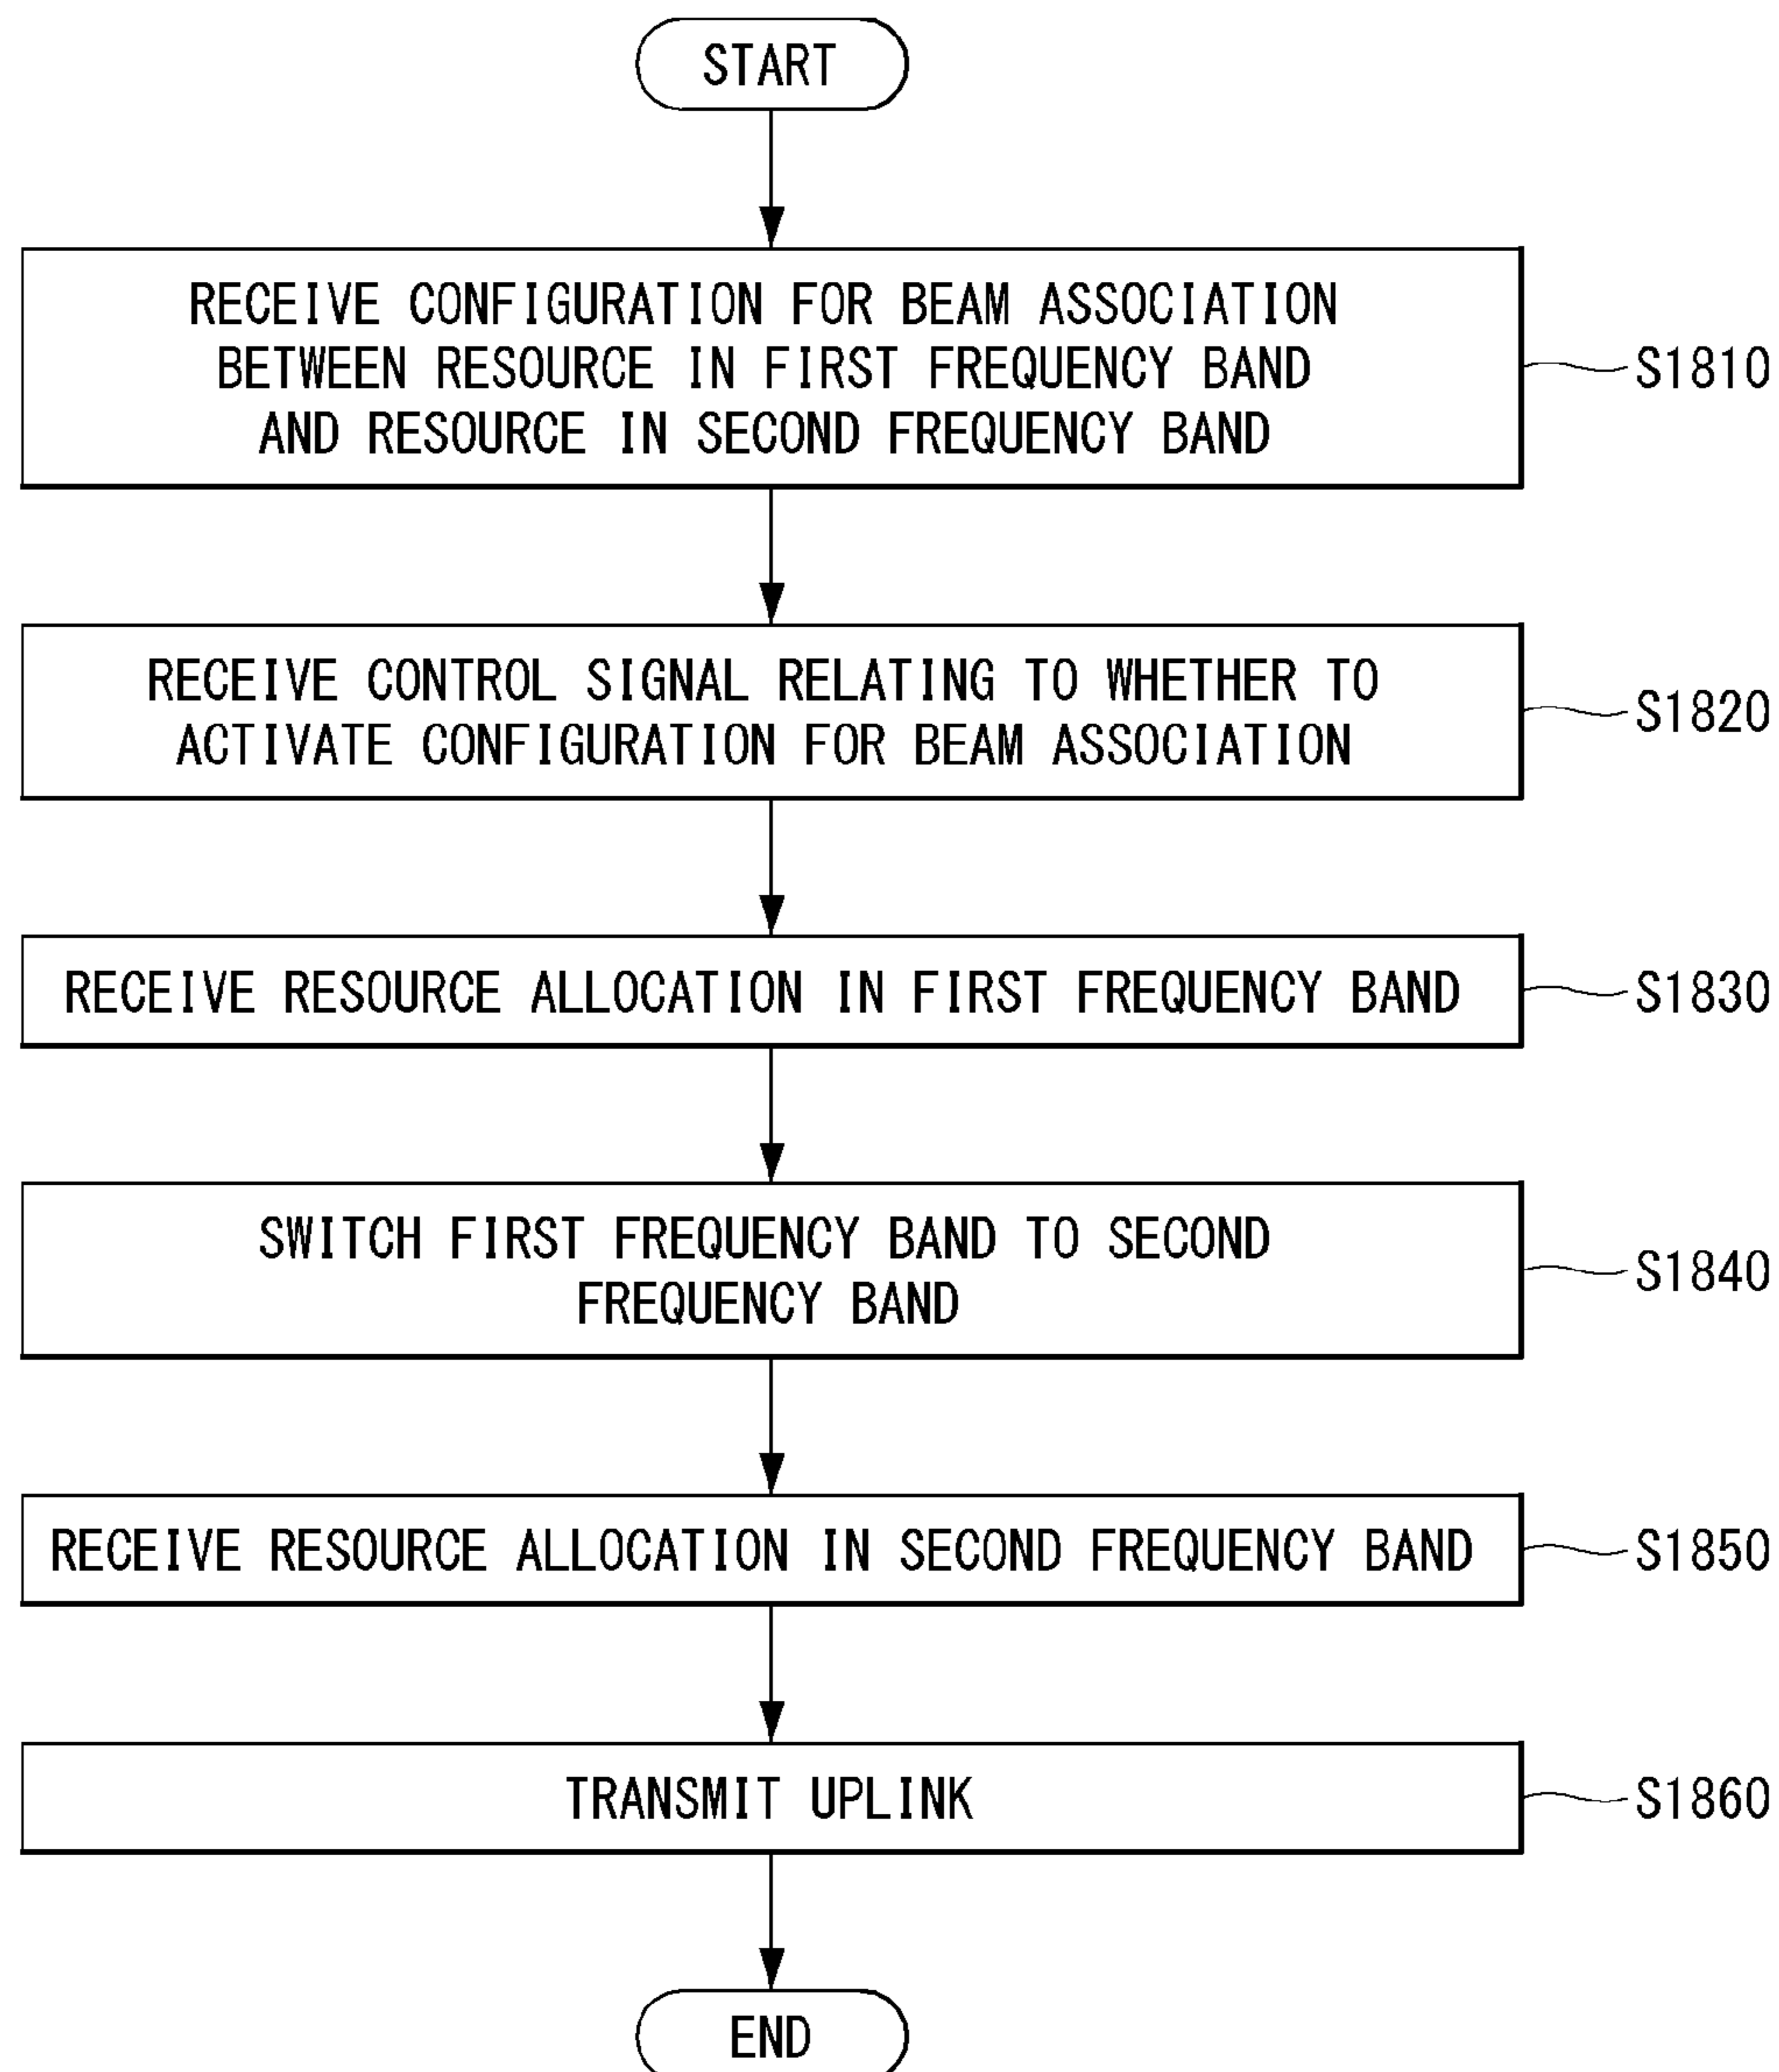 START
RECEIVE CONFIGURATION FOR BEAM ASSOCIATION
BETWEEN RESOURCE IN FIRST FREQUENCY BAND
AND RESOURCE IN SECOND FREQUENCY BAND
S1810
RECEIVE CONTROL SIGNAL RELATING TO WHETHER TO
ACTIVATE CONFIGURATION FOR BEAM ASSOCIATION
S1820
RECEIVE RESOURCE ALLOCATION IN FIRST FREQUENCY BAND
S1830
SWITCH FIRST FREQUENCY BAND TO SECOND
FREQUENCY BAND
S1840
RECEIVE RESOURCE ALLOCATION IN SECOND FREQUENCY BAND
S1850
TRANSMIT UPLINK
S1860
END